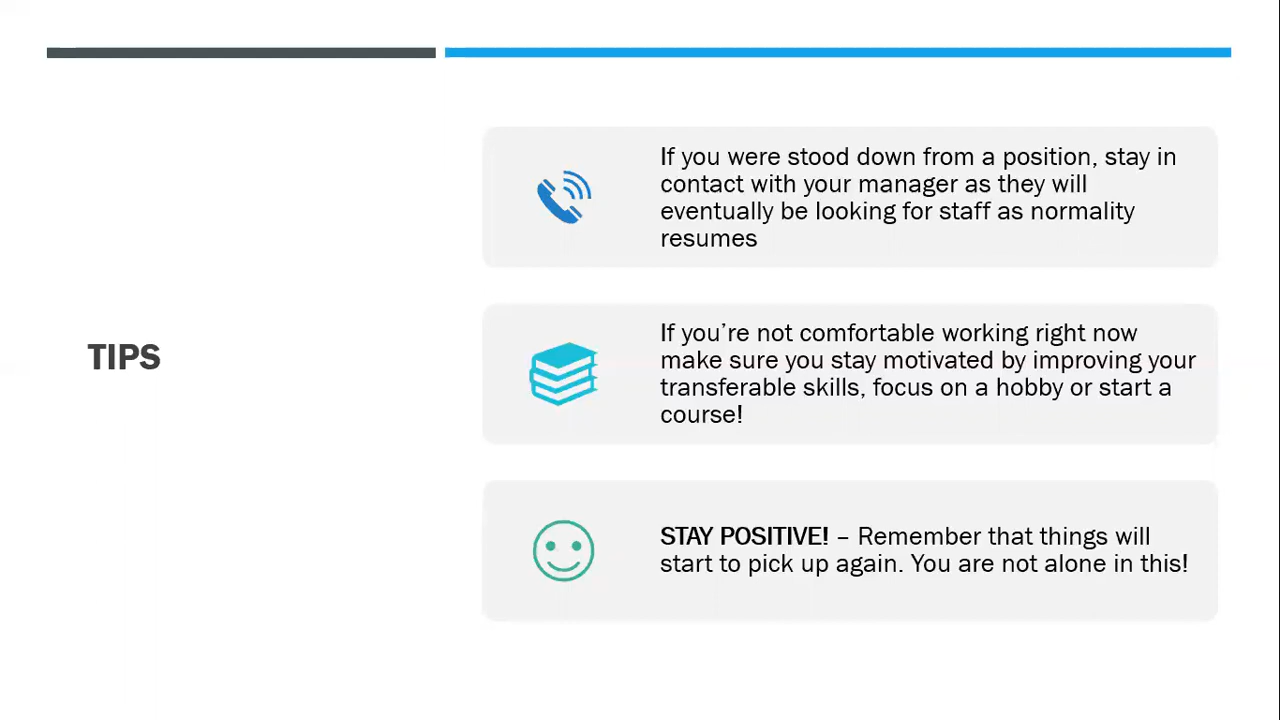 TIPS
If you were stood down from a position, stay in
contact with your manager as they will
eventually be looking for staff as normality
resumes
If you’re not comfortable working right now
make sure you stay motivated by improving your
transferable skills, focus on a hobby or start a
course!
STAY POSITIVE! – Remember that things will
start to pick up again. You are not alone in this!